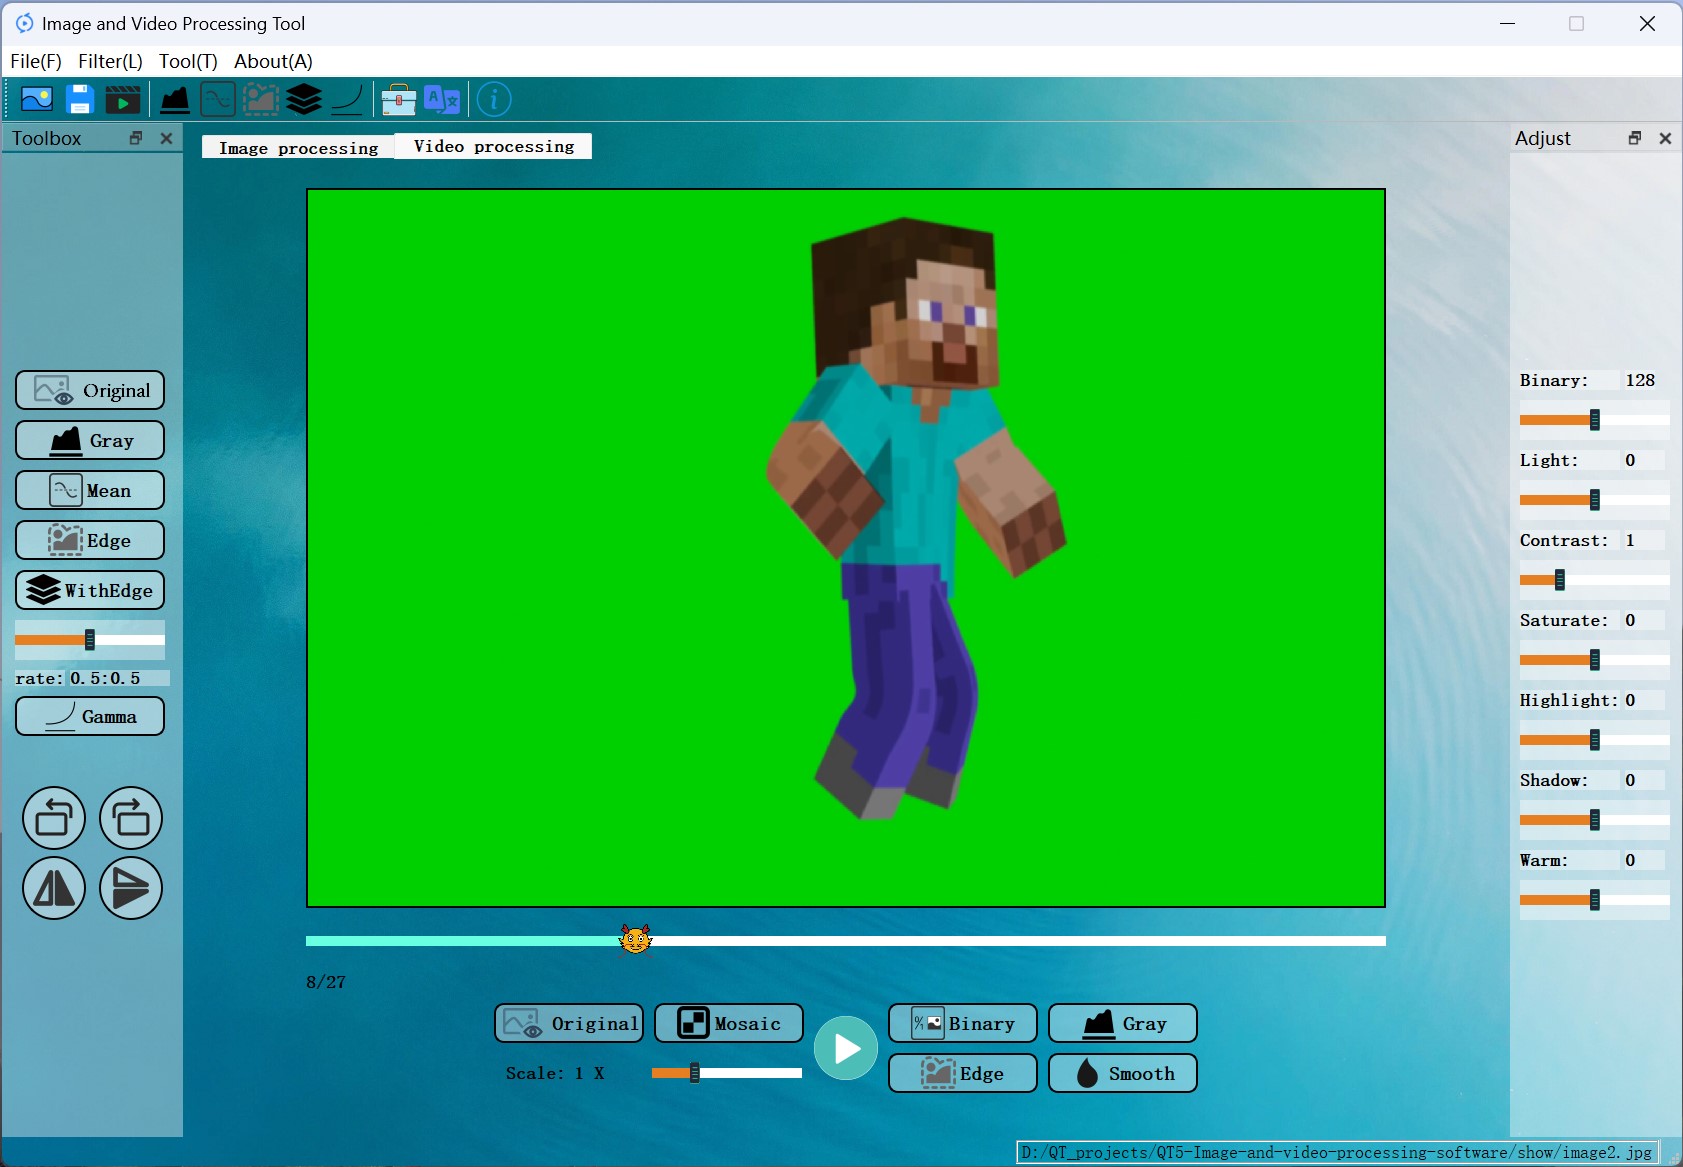 Image and Video Processing Tool
File(F) Filter(L) Tool(T) About(A)
Toolbox
Image processing
Video processing
Adjust
Original
Gray
Mean
Edge
WithEdge
rate: 0.5:0.5
Gamma
Binary: 128
Light: 0
Contrast: 1
Saturate: 0
Highlight: 0
Shadow: 0
Warm: 0
8/27
Original
Mosaic
Binary
Gray
Scale: 1 X
Edge
Smooth
D:/QT_projects/QT5-Image-and-video-processing-software/show/image2.jpg